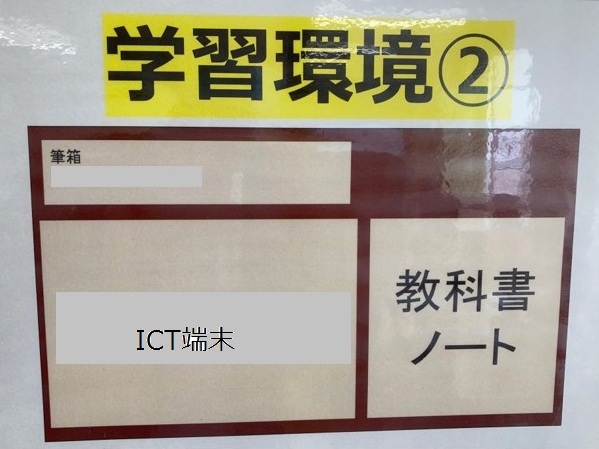 学習環境②
筆箱
ICT端末
教科書
ノート